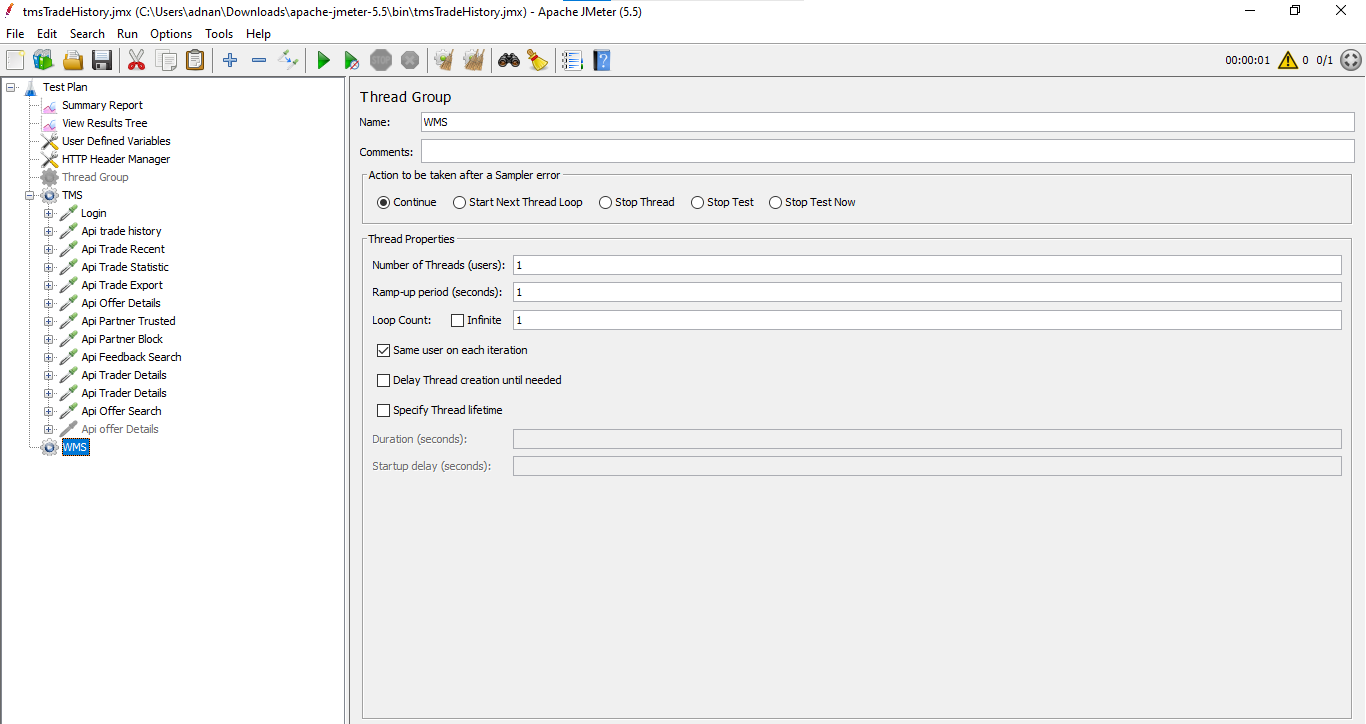 tmsTradeHistory.jmx (C:\Users\adnan\Downloads\apache-jmeter-5.5\bin\tmsTradeHistory.jmx) - Apache JMeter (5.5)
File Edit Search Run Options Tools Help
STOP 00:00:01 0 0/1
Test Plan
Summary Report
View Results Tree
User Defined Variables
HTTP Header Manager
Thread Group
TMS
Login
Api trade history
Api Trade Recent
Api Trade Statistic
Api Trade Export
Api Offer Details
Api Partner Trusted
Api Partner Block
Api Feedback Search
Api Trader Details
Api Trader Details
Api Offer Search
Api offer Details
WMS
Thread Group
Name: WMS
Comments:
Action to be taken after a Sampler error
Continue Start Next Thread Loop Stop Thread Stop Test Stop Test Now
Thread Properties
Number of Threads (users): 1
Ramp-up period (seconds): 1
Loop Count: Infinite 1
Same user on each iteration
Delay Thread creation until needed
Specify Thread lifetime
Duration (seconds):
Startup delay (seconds):